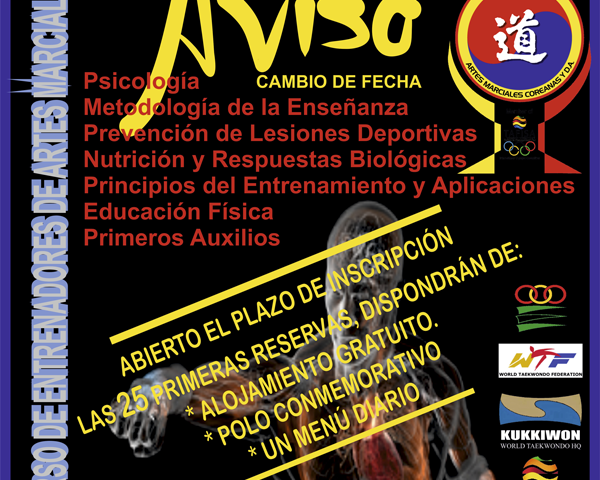 AViso
CAMBIO DE FECHA
道
ARTES MARCIALES COREANAS Y D.A.
Psicología
Metodología de la Enseñanza
Prevención de Lesiones Deportivas
Nutrición y Respuestas Biológicas
Principios del Entrenamiento y Aplicaciones
Educación Física
Primeros Auxilios
SO DE ENTRENADORES DE ARTES MARCIAL
ABIERTO EL PLAZO DE INSCRIPCIÓN
LAS 25 PRIMERAS RESERVAS, DISPONDRÁN DE:
* ALOJAMIENTO GRATUITO.
* POLO CONMEMORATIVO
* UN MENÚ DIARIO
WTF
WORLD TAEKWONDO FEDERATION
KUKKIWON
WORLD TAEKWONDO HQ